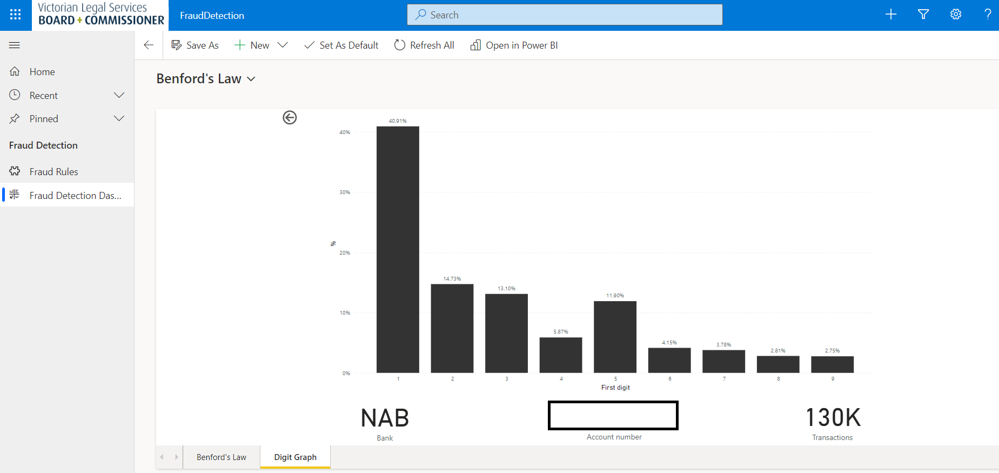 Victorian Legal Services
BOARD + COMMISSIONER
FraudDetection
Search
?
Save As
New
Set As Default
Refresh All
Open in Power BI
Home
Recent
Pinned
Fraud Detection
Fraud Rules
Fraud Detection Das...
Benford's Law
40.91%
14.73%
13.10%
5.87%
11.90%
4.15%
3.78%
2.81%
2.75%
40%
30%
20%
10%
0%
%
1 2 3 4 5 6 7 8 9
First digit
NAB
Bank
Account number
130K
Transactions
Benford's Law
Digit Graph